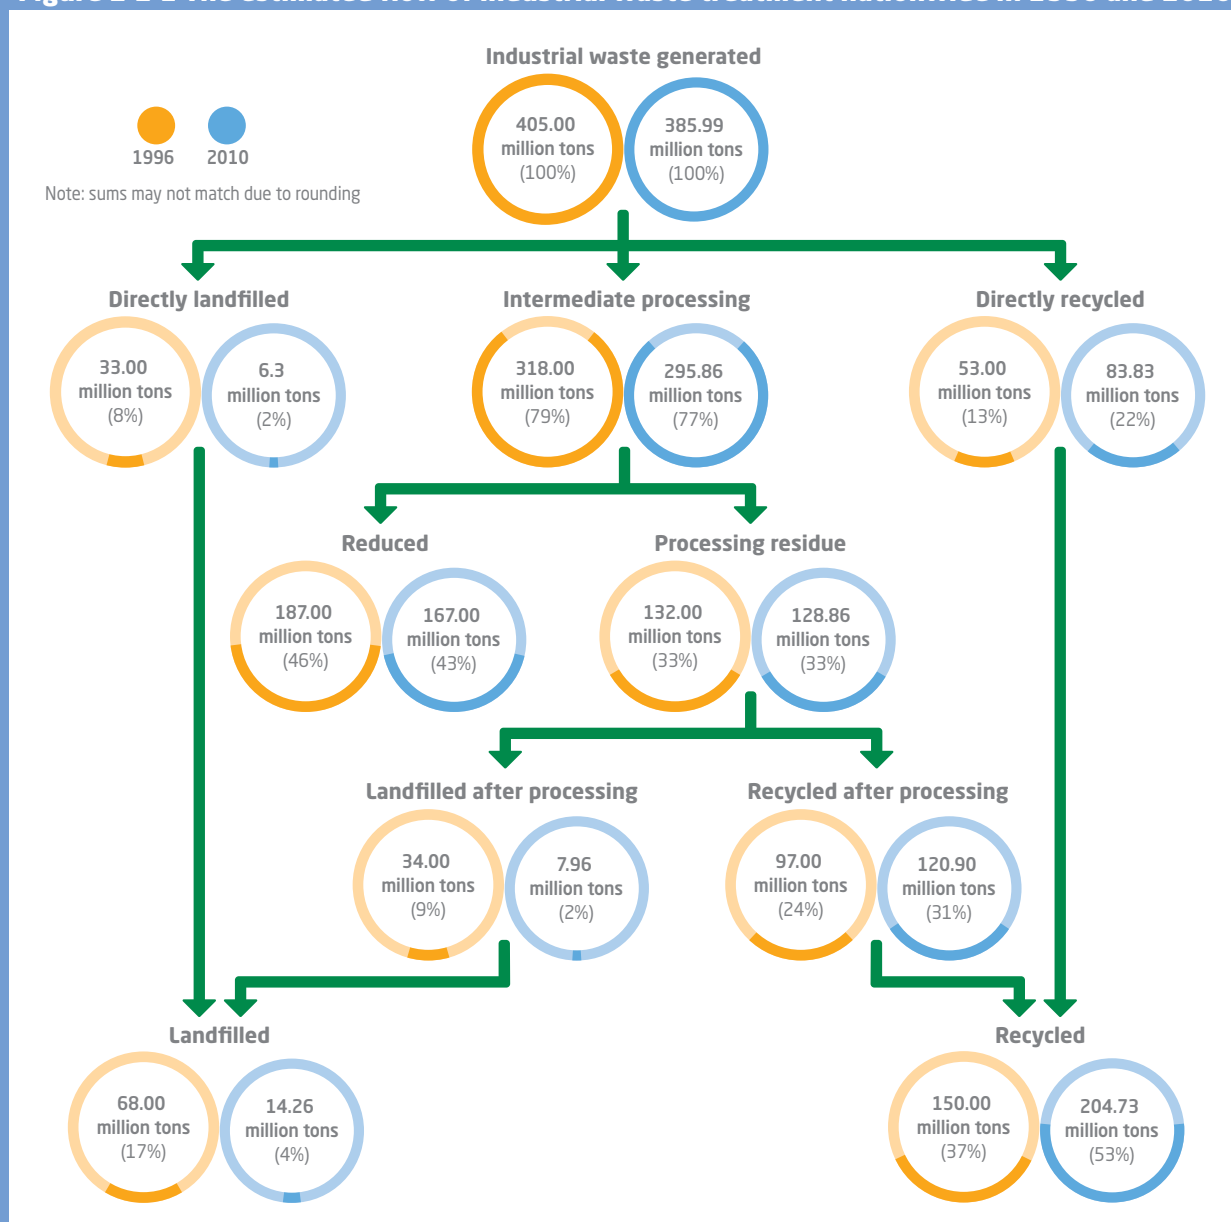 Industrial waste generated
405.00
million tons
(100%)
385.99
million tons
(100%)
1996
2010
Note: sums may not match due to rounding
Directly landfilled
33.00
million tons
(8%)
6.3
million tons
(2%)
Intermediate processing
318.00
million tons
(79%)
295.86
million tons
(77%)
Directly recycled
53.00
million tons
(13%)
83.83
million tons
(22%)
Reduced
187.00
million tons
(46%)
167.00
million tons
(43%)
Processing residue
132.00
million tons
(33%)
128.86
million tons
(33%)
Landfilled after processing
34.00
million tons
(9%)
7.96
million tons
(2%)
Recycled after processing
97.00
million tons
(24%)
120.90
million tons
(31%)
Landfilled
68.00
million tons
(17%)
14.26
million tons
(4%)
Recycled
150.00
million tons
(37%)
204.73
million tons
(53%)